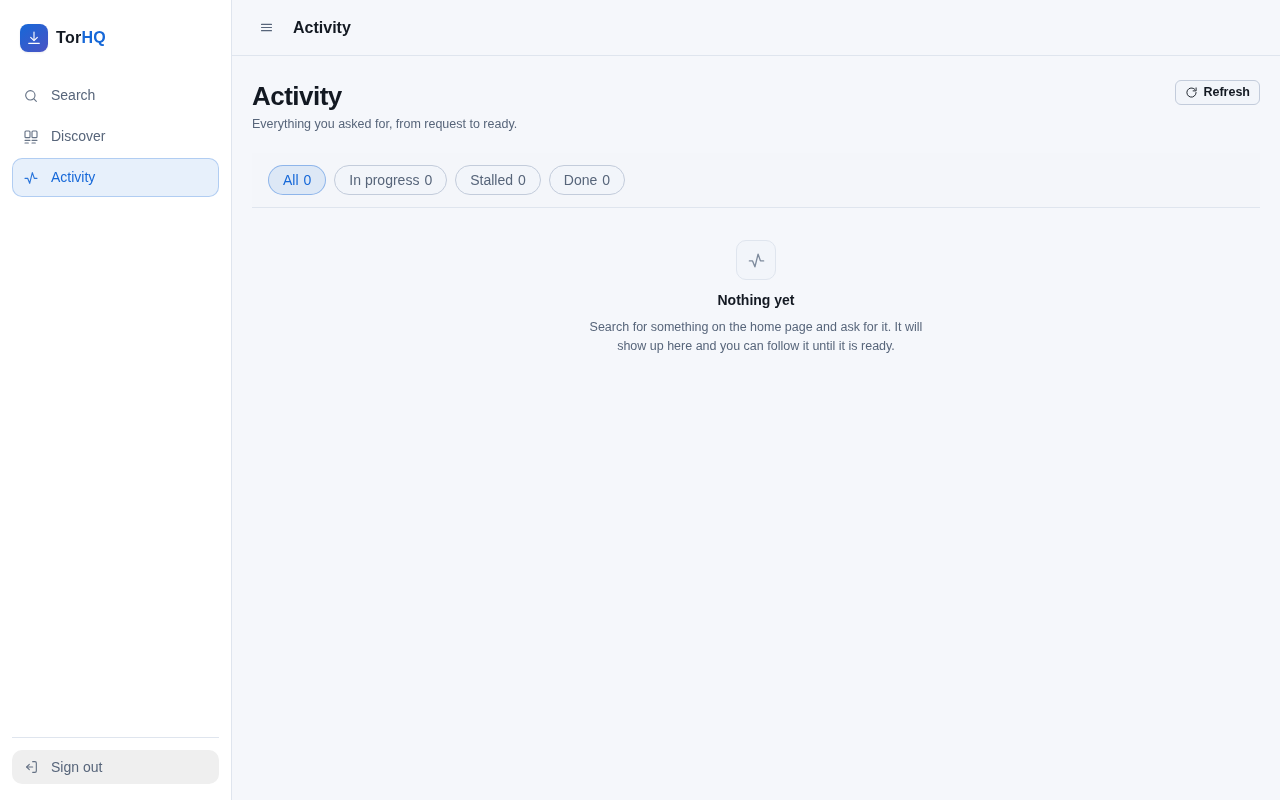 TorHQ
Search
Discover
Activity
Sign out
Activity
Activity
Everything you asked for, from request to ready.
Refresh
All 0
In progress 0
Stalled 0
Done 0
Nothing yet
Search for something on the home page and ask for it. It will
show up here and you can follow it until it is ready.